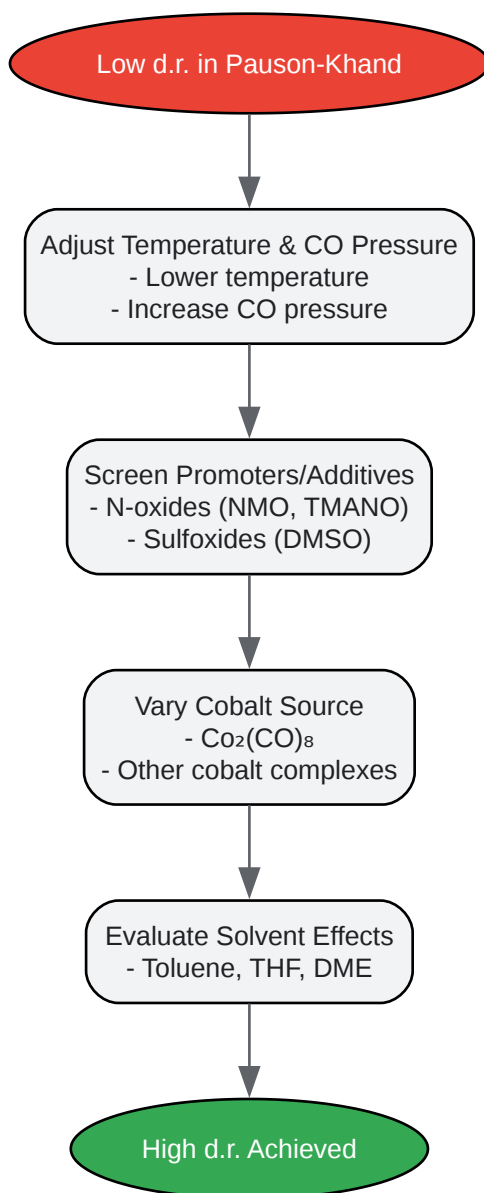 Low d.r. in Pauson-Khand
Adjust Temperature & CO Pressure
- Lower temperature
- Increase CO pressure
Screen Promoters/Additives
- N-oxides (NMO, TMANO)
- Sulfoxides (DMSO)
Vary Cobalt Source
- Co₂(CO)₈
- Other cobalt complexes
Evaluate Solvent Effects
- Toluene, THF, DME
High d.r. Achieved